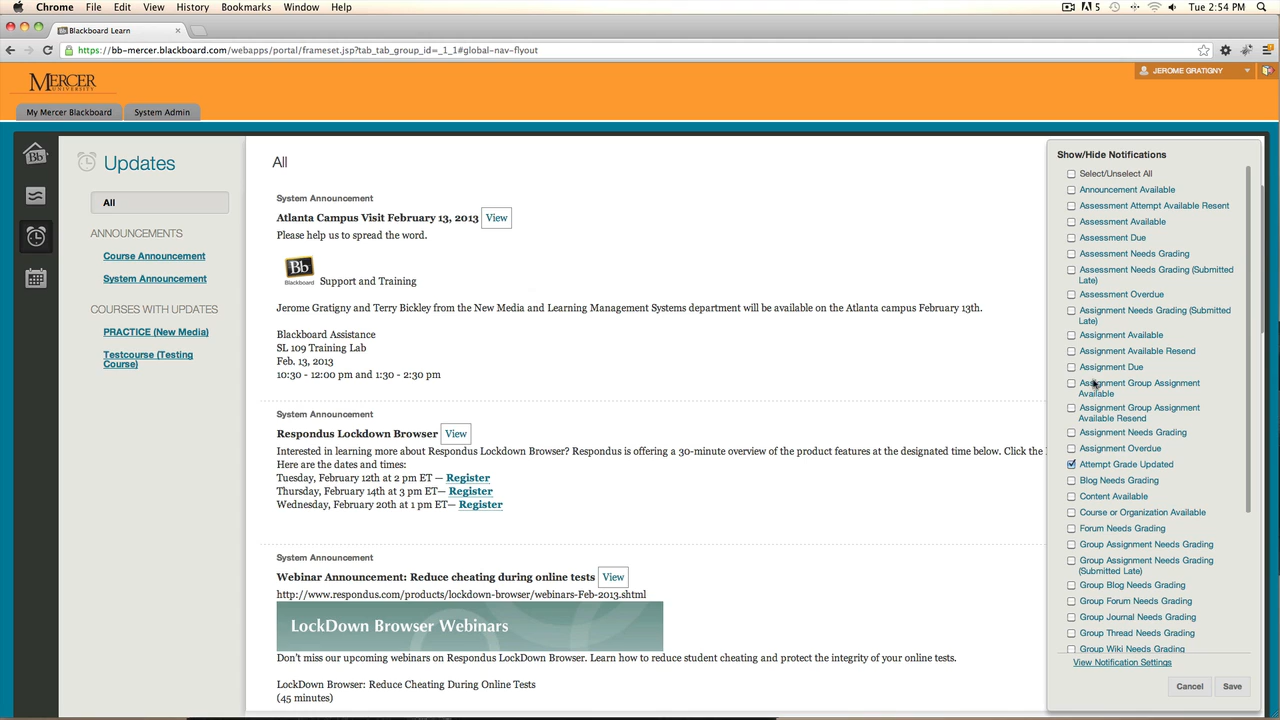 Chrome File Edit View History Bookmarks Window Help
5 Tue 2:54 PM
Blackboard Learn
https://bb-mercer.blackboard.com/webapps/portal/frameset.jsp?tab_tab_group_id=_1_1#global-nav-flyout
MERCER
UNIVERSITY
JEROME GRATIGNY
My Mercer Blackboard System Admin
Bb
Updates
All
ANNOUNCEMENTS
Course Announcement
System Announcement
COURSES WITH UPDATES
PRACTICE (New Media)
Testcourse (Testing
Course)
All
System Announcement
Atlanta Campus Visit February 13, 2013 View
Please help us to spread the word.
Bb
Blackboard
Support and Training
Jerome Gratigny and Terry Bickley from the New Media and Learning Management Systems department will be available on the Atlanta campus February 13th.
Blackboard Assistance
SL 109 Training Lab
Feb. 13, 2013
10:30 - 12:00 pm and 1:30 - 2:30 pm
System Announcement
Respondus Lockdown Browser View
Interested in learning more about Respondus Lockdown Browser? Respondus is offering a 30-minute overview of the product features at the designated time below. Click the
Here are the dates and times:
Tuesday, February 12th at 2 pm ET — Register
Thursday, February 14th at 3 pm ET— Register
Wednesday, February 20th at 1 pm ET— Register
System Announcement
Webinar Announcement: Reduce cheating during online tests View
http://www.respondus.com/products/lockdown-browser/webinars-Feb-2013.shtml
LockDown Browser Webinars
Don't miss our upcoming webinars on Respondus LockDown Browser. Learn how to reduce student cheating and protect the integrity of your online tests.
LockDown Browser: Reduce Cheating During Online Tests
(45 minutes)
Show/Hide Notifications
Select/Unselect All
Announcement Available
Assessment Attempt Available Resent
Assessment Available
Assessment Due
Assessment Needs Grading
Assessment Needs Grading (Submitted
Late)
Assessment Overdue
Assignment Needs Grading (Submitted
Late)
Assignment Available
Assignment Available Resend
Assignment Due
Assignment Group Assignment
Available
Assignment Group Assignment
Available Resend
Assignment Needs Grading
Assignment Overdue
Attempt Grade Updated
Blog Needs Grading
Content Available
Course or Organization Available
Forum Needs Grading
Group Assignment Needs Grading
Group Assignment Needs Grading
(Submitted Late)
Group Blog Needs Grading
Group Forum Needs Grading
Group Journal Needs Grading
Group Thread Needs Grading
Group Wiki Needs Grading
View Notification Settings
Cancel Save